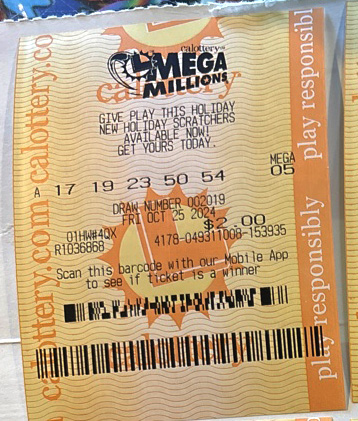 calottery
MEGA
MILLIONS
GIVE PLAY THIS HOLIDAY
NEW HOLIDAY SCRATCHERS
AVAILABLE NOW!
GET YOURS TODAY.
MEGA
A 17 19 23 50 54 05
DRAW NUMBER 002019
FRI OCT 25 2024
$2.00
01HW#4QX
R1036868
4178-049311008-153935
Scan this barcode with our Mobile App
to see if ticket is a winner
calottery.com calottery.co
play responsibly play responsibl